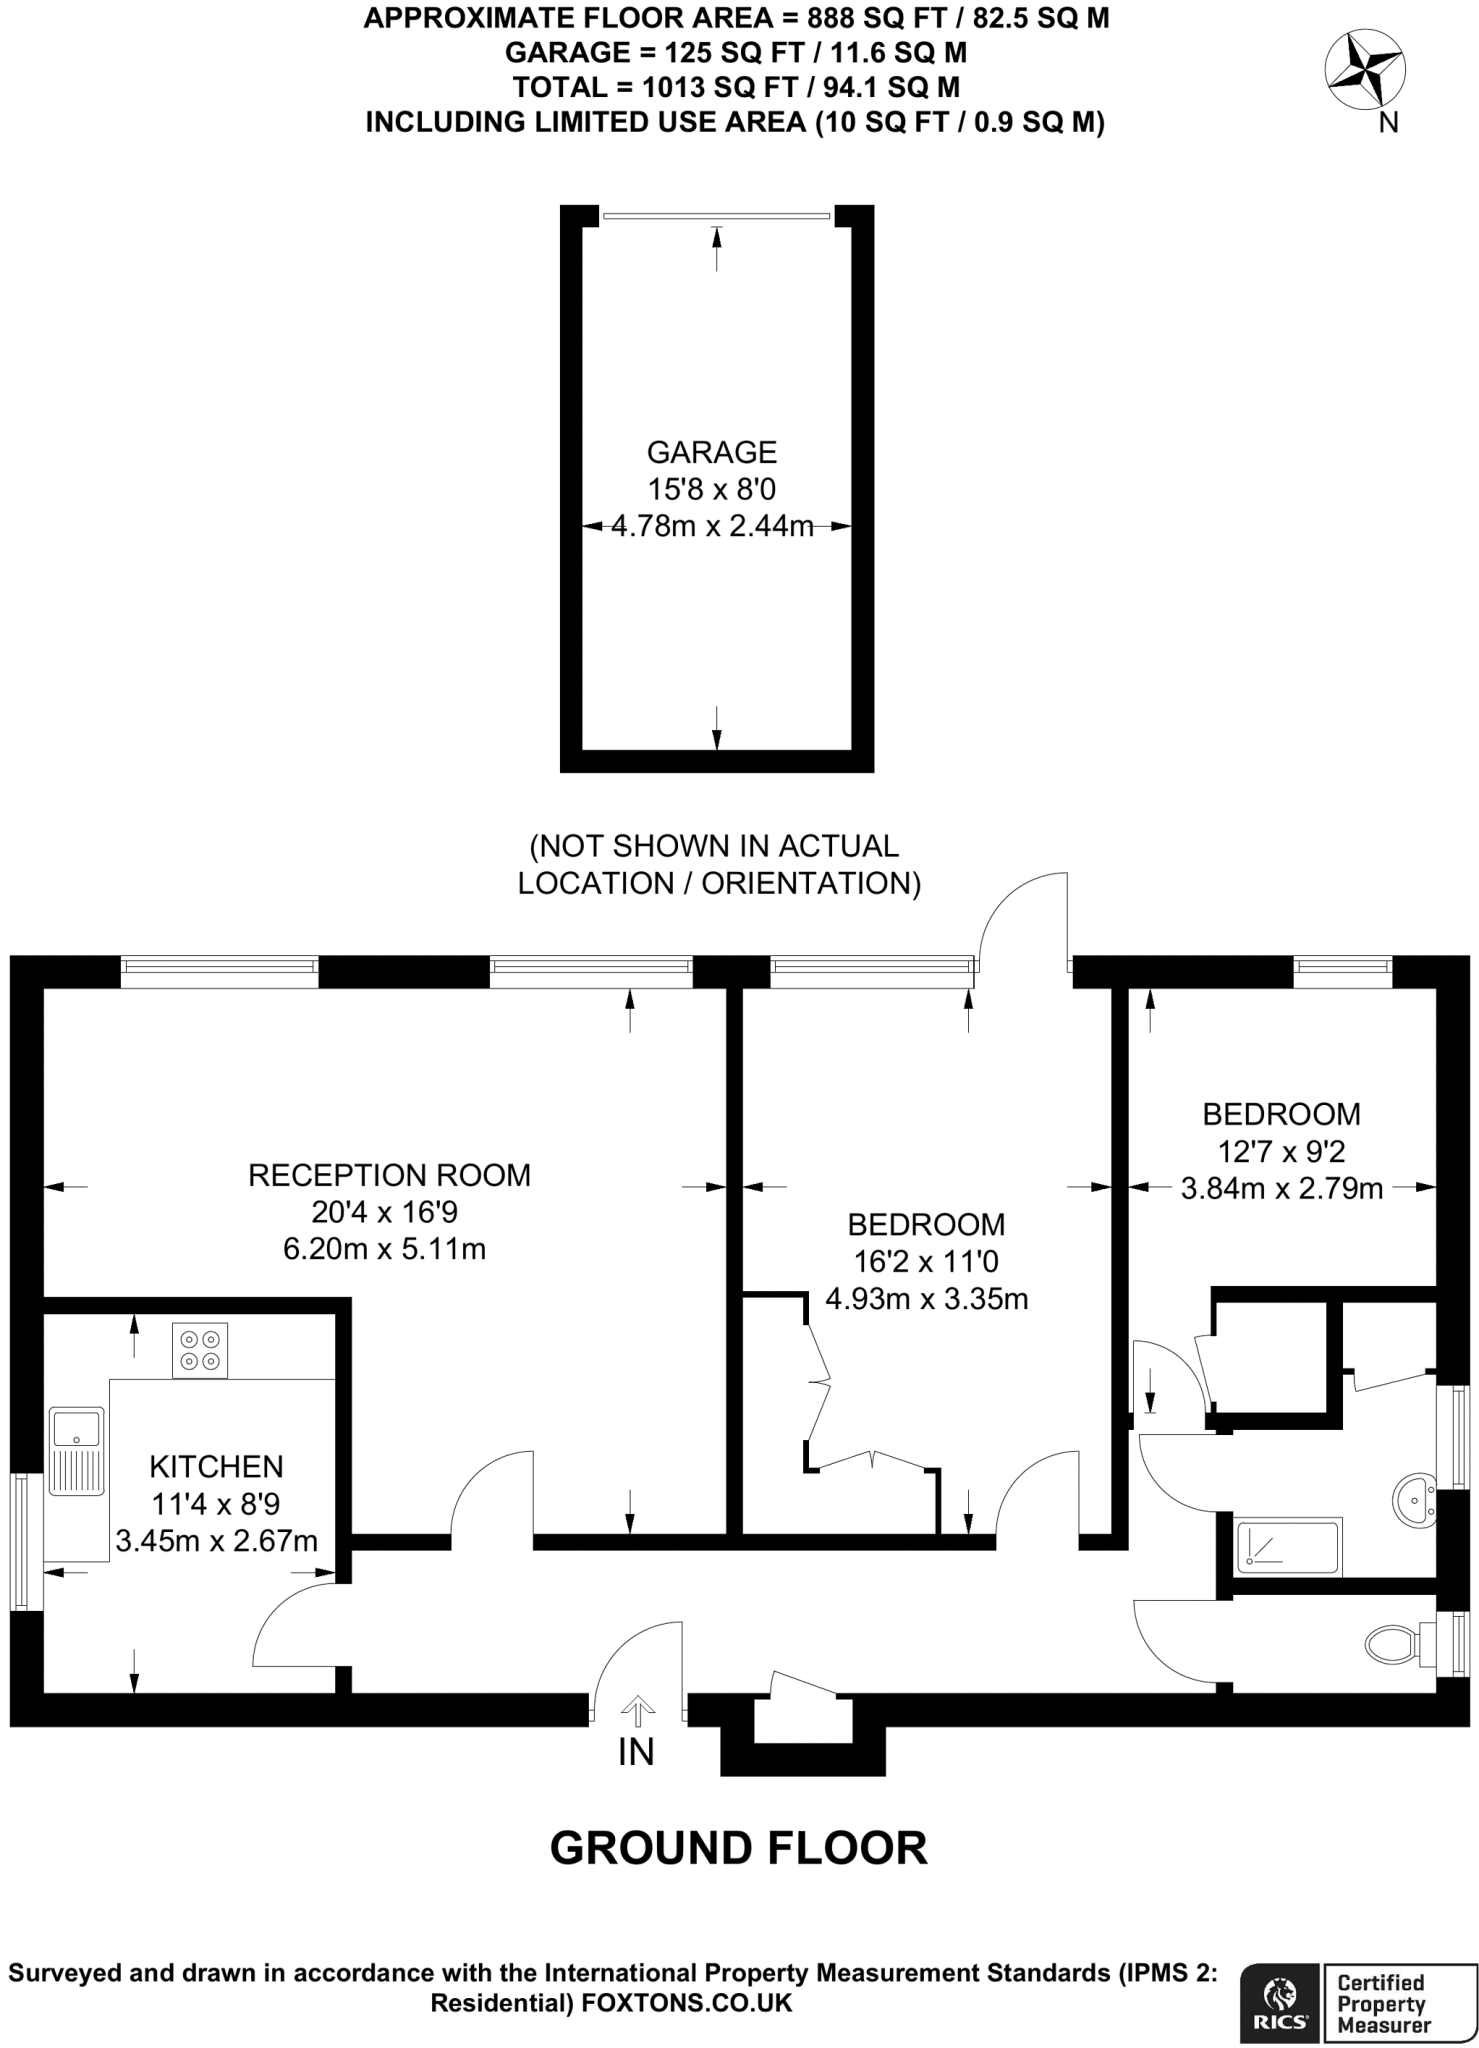 APPROXIMATE FLOOR AREA = 888 SQ FT / 82.5 SQ M
GARAGE = 125 SQ FT / 11.6 SQ M
TOTAL = 1013 SQ FT / 94.1 SQ M
INCLUDING LIMITED USE AREA (10 SQ FT / 0.9 SQ M)
N
GARAGE
15'8 x 8'0
4.78m x 2.44m
(NOT SHOWN IN ACTUAL
LOCATION / ORIENTATION)
RECEPTION ROOM
20'4 x 16'9
6.20m x 5.11m
BEDROOM
16'2 x 11'0
4.93m x 3.35m
BEDROOM
12'7 x 9'2
3.84m x 2.79m
KITCHEN
11'4 x 8'9
3.45m x 2.67m
IN
GROUND FLOOR
Surveyed and drawn in accordance with the International Property Measurement Standards (IPMS 2:
Residential) FOXTONS.CO.UK
RICS
Certified
Property
Measurer